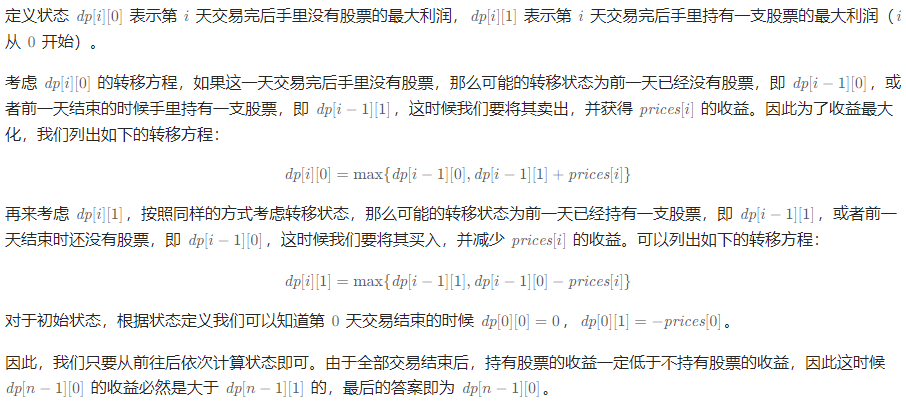 定义状态 dp[i][0] 表示第 i 天交易完后手里没有股票的最大利润，dp[i][1] 表示第 i 天交易完后手里持有一支股票的最大利润（i
从 0 开始）。
考虑 dp[i][0] 的转移方程，如果这一天交易完后手里没有股票，那么可能的转移状态为前一天已经没有股票，即 dp[i − 1][0]，或
者前一天结束的时候手里持有一支股票，即 dp[i − 1][1]，这时候我们要将其卖出，并获得 prices[i] 的收益。因此为了收益最大
化，我们列出如下的转移方程：
dp[i][0] = max{dp[i − 1][0], dp[i − 1][1] + prices[i]}
再来考虑 dp[i][1]，按照同样的方式考虑转移状态，那么可能的转移状态为前一天已经持有一支股票，即 dp[i − 1][1]，或者前一
天结束时还没有股票，即 dp[i − 1][0]，这时候我们要将其买入，并减少 prices[i] 的收益。可以列出如下的转移方程：
dp[i][1] = max{dp[i − 1][1], dp[i − 1][0] − prices[i]}
对于初始状态，根据状态定义我们可以知道第 0 天交易结束的时候 dp[0][0] = 0，dp[0][1] = −prices[0]。
因此，我们只要从前往后依次计算状态即可。由于全部交易结束后，持有股票的收益一定低于不持有股票的收益，因此这时候
dp[n − 1][0] 的收益必然是大于 dp[n − 1][1] 的，最后的答案即为 dp[n − 1][0]。